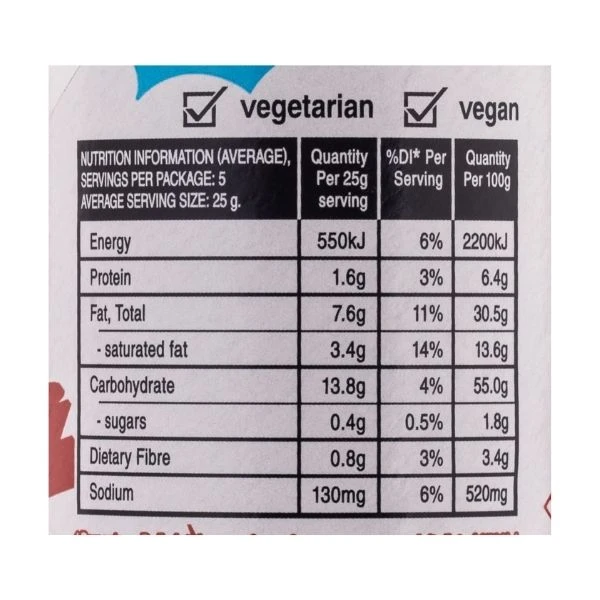 vegetarian vegan
NUTRITION INFORMATION (AVERAGE), Quantity %DI* Per Quantity
SERVINGS PER PACKAGE: 5 Per 25g Serving Per 100g
AVERAGE SERVING SIZE: 25 g. serving
Energy 550kJ 6% 2200kJ
Protein 1.6g 3% 6.4g
Fat, Total 7.6g 11% 30.5g
- saturated fat 3.4g 14% 13.6g
Carbohydrate 13.8g 4% 55.0g
- sugars 0.4g 0.5% 1.8g
Dietary Fibre 0.8g 3% 3.4g
Sodium 130mg 6% 520mg